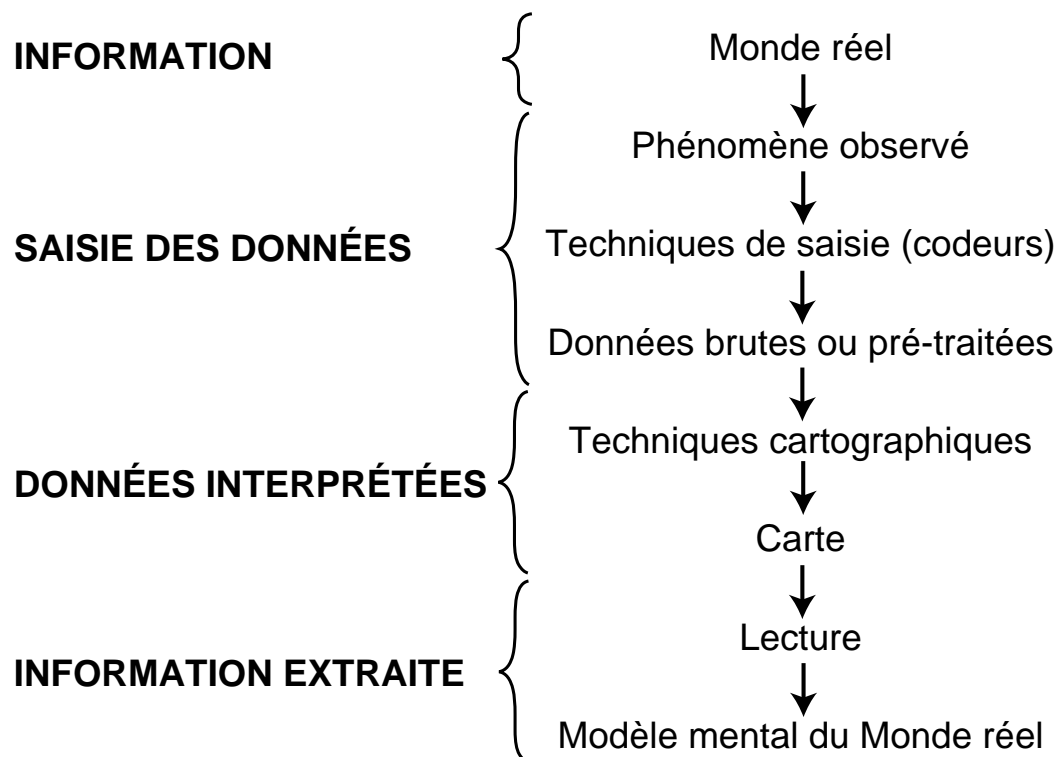 INFORMATION
Monde réel
Phénomène observé
SAISIE DES DONNÉES
Techniques de saisie (codeurs)
Données brutes ou pré-traitées
Techniques cartographiques
DONNÉES INTERPRÉTÉES
Carte
Lecture
INFORMATION EXTRAITE
Modèle mental du Monde réel